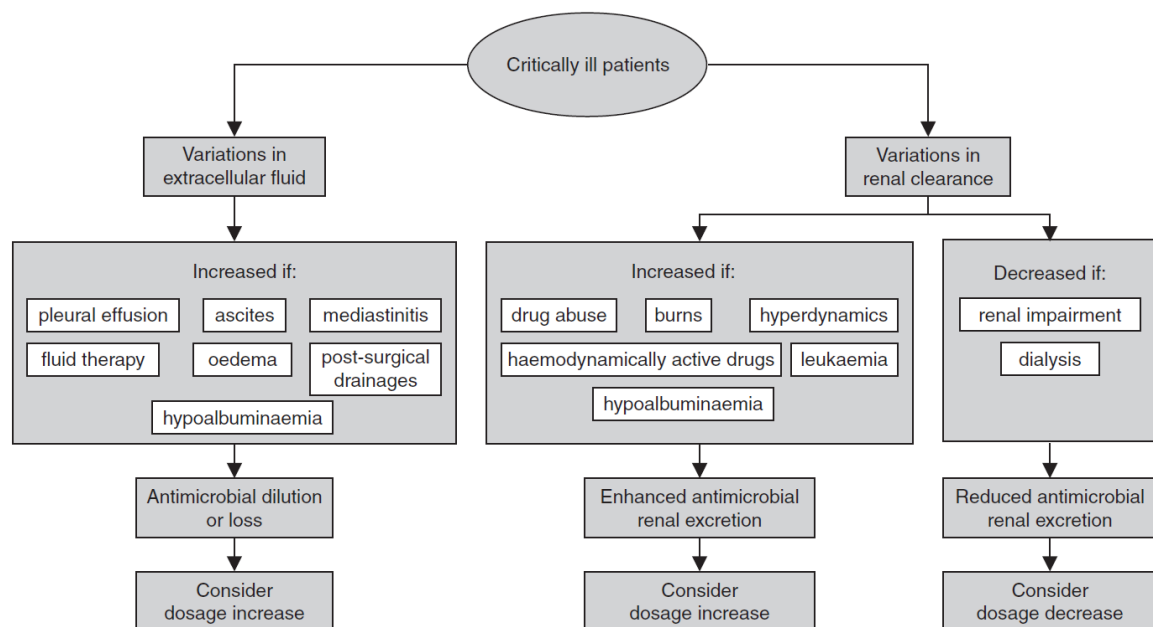 Critically ill patients
Variations in
extracellular fluid
Variations in
renal clearance
Increased if:
pleural effusion
ascites
mediastinitis
fluid therapy
oedema
post-surgical
drainages
hypoalbuminaemia
Increased if:
drug abuse
burns
hyperdynamics
haemodynamically active drugs
leukaemia
hypoalbuminaemia
Decreased if:
renal impairment
dialysis
Antimicrobial dilution
or loss
Enhanced antimicrobial
renal excretion
Reduced antimicrobial
renal excretion
Consider
dosage increase
Consider
dosage increase
Consider
dosage decrease